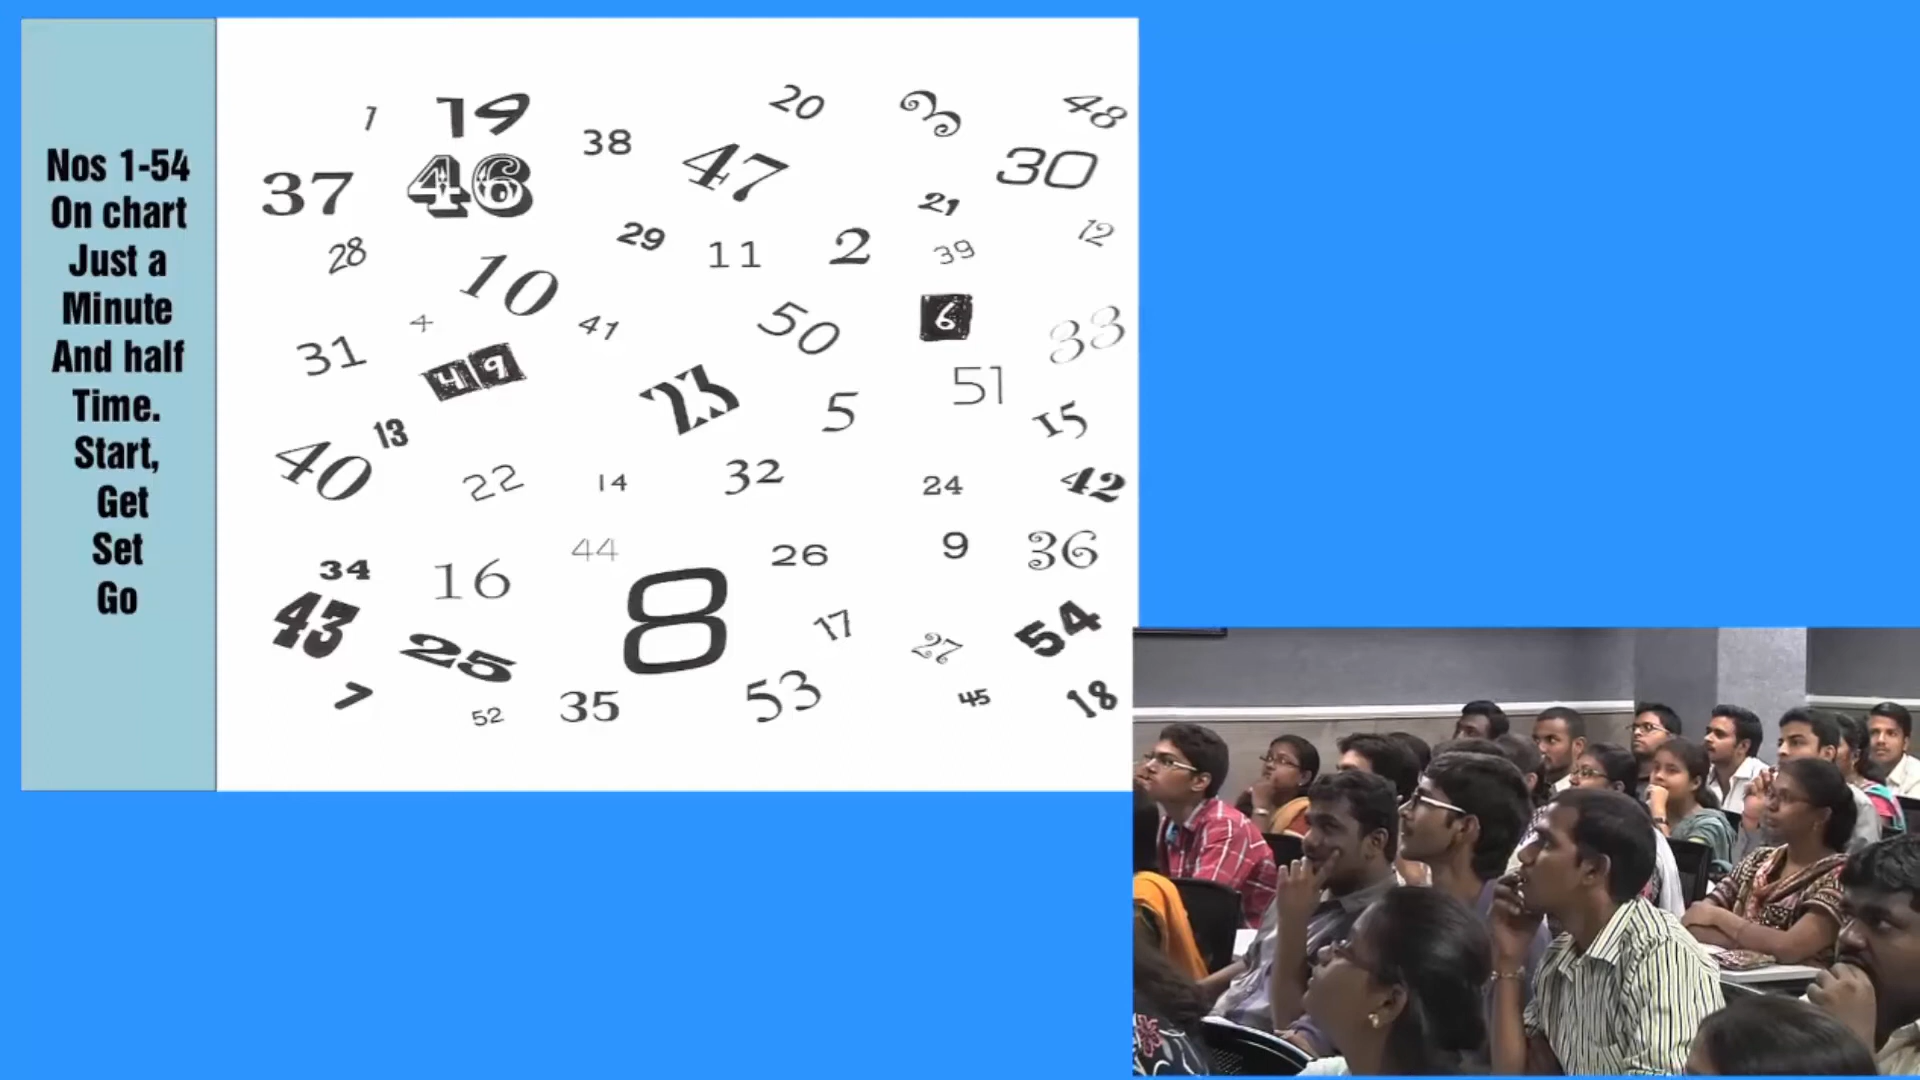 Nos 1-54
On chart
Just a
Minute
And half
Time.
Start,
Get
Set
Go
1 19 38 20 3 48
37 46 47 30
21
28 10 29 11 2 39 12
31 4 41 50 6 33
49 23 5 51 15
40 13
22 14 32 24 42
34 16 44 26 9 36
43 25 8 17 27 54
7 52 35 53 45 18